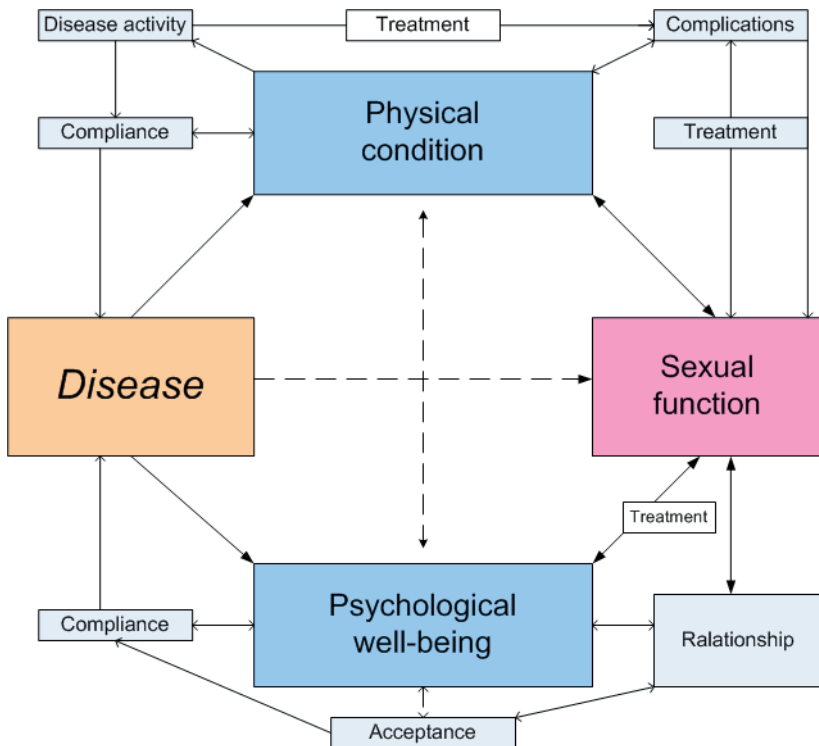 Disease activity
Treatment
Complications
Physical
condition
Compliance
Treatment
Disease
Sexual
function
Treatment
Psychological
well-being
Compliance
Ralationship
Acceptance